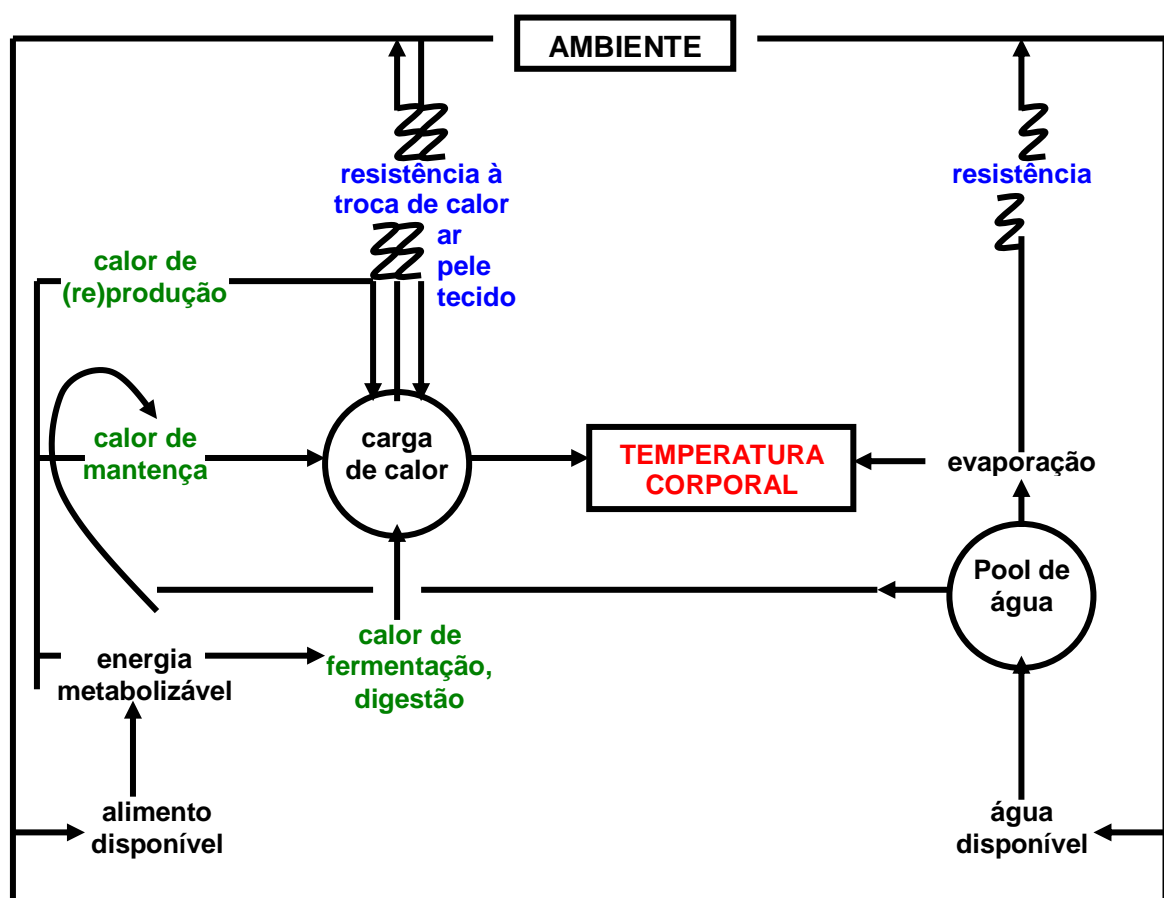 AMBIENTE
resistência à
troca de calor
ar
pele
tecido
resistência
calor de
(re)produção
calor de
mantença
carga
de calor
TEMPERATURA
CORPORAL
evaporação
Pool de
água
energia
metabolizável
calor de
fermentação,
digestão
alimento
disponível
água
disponível